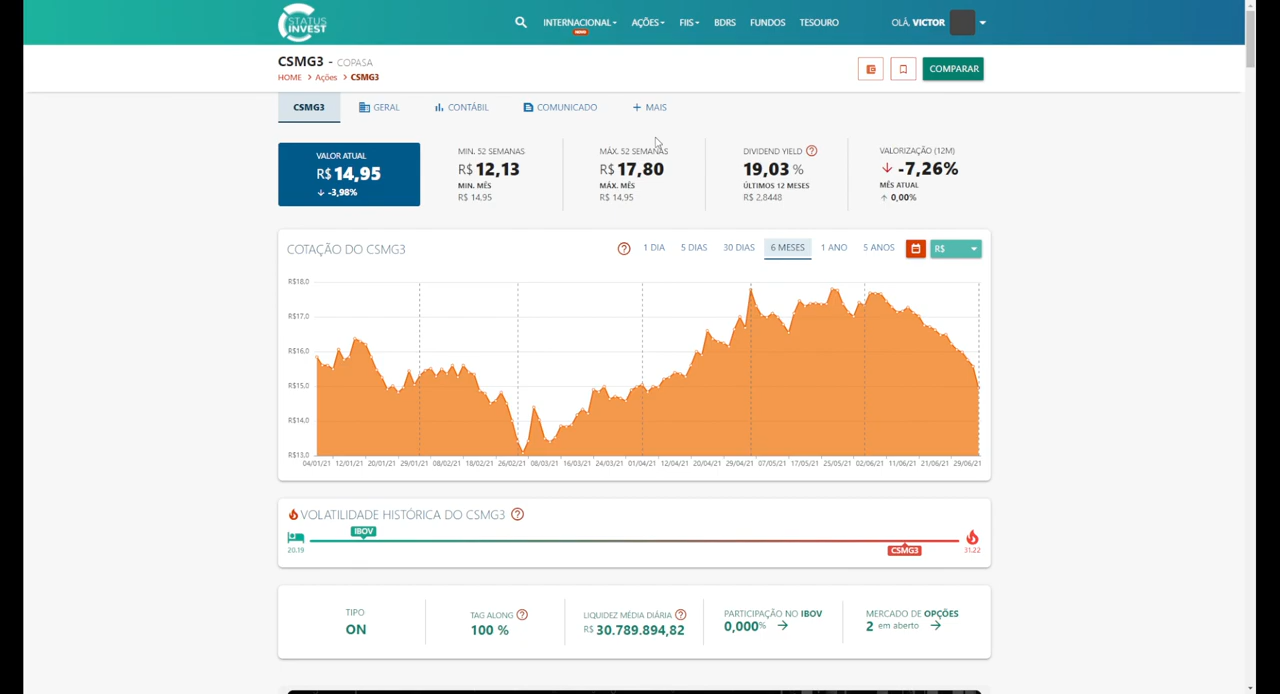 STATUS
INVEST
INTERNACIONAL
NOVO
AÇÕES
FIIS
BDRS
FUNDOS
TESOURO
OLÁ, VICTOR
CSMG3 - COPASA
HOME > Ações > CSMG3
COMPARAR
CSMG3
GERAL
CONTÁBIL
COMUNICADO
+ MAIS
VALOR ATUAL
R$ 14,95
↓ -3,98%
MIN. 52 SEMANAS
R$ 12,13
MIN. MÊS
R$ 14,95
MÁX. 52 SEMANAS
R$ 17,80
MÁX. MÊS
R$ 14,95
DIVIDEND YIELD ?
19,03 %
ÚLTIMOS 12 MESES
R$ 2,8448
VALORIZAÇÃO (12M)
↓ -7,26%
MÊS ATUAL
↑ 0,00%
COTAÇÃO DO CSMG3
?
1 DIA
5 DIAS
30 DIAS
6 MESES
1 ANO
5 ANOS
R$
R$18,0
R$17,0
R$16,0
R$15,0
R$14,0
R$13,0
04/01/21 12/01/21 20/01/21 29/01/21 08/02/21 18/02/21 26/02/21 08/03/21 16/03/21 24/03/21 01/04/21 12/04/21 20/04/21 29/04/21 07/05/21 17/05/21 25/05/21 02/06/21 11/06/21 21/06/21 29/06/21
VOLATILIDADE HISTÓRICA DO CSMG3 ?
IBOV
20.19
CSMG3
31.22
TIPO
ON
TAG ALONG ?
100 %
LIQUIDEZ MÉDIA DIÁRIA ?
R$ 30.789.894,82
PARTICIPAÇÃO NO IBOV
0,000% →
MERCADO DE OPÇÕES
2 em aberto →